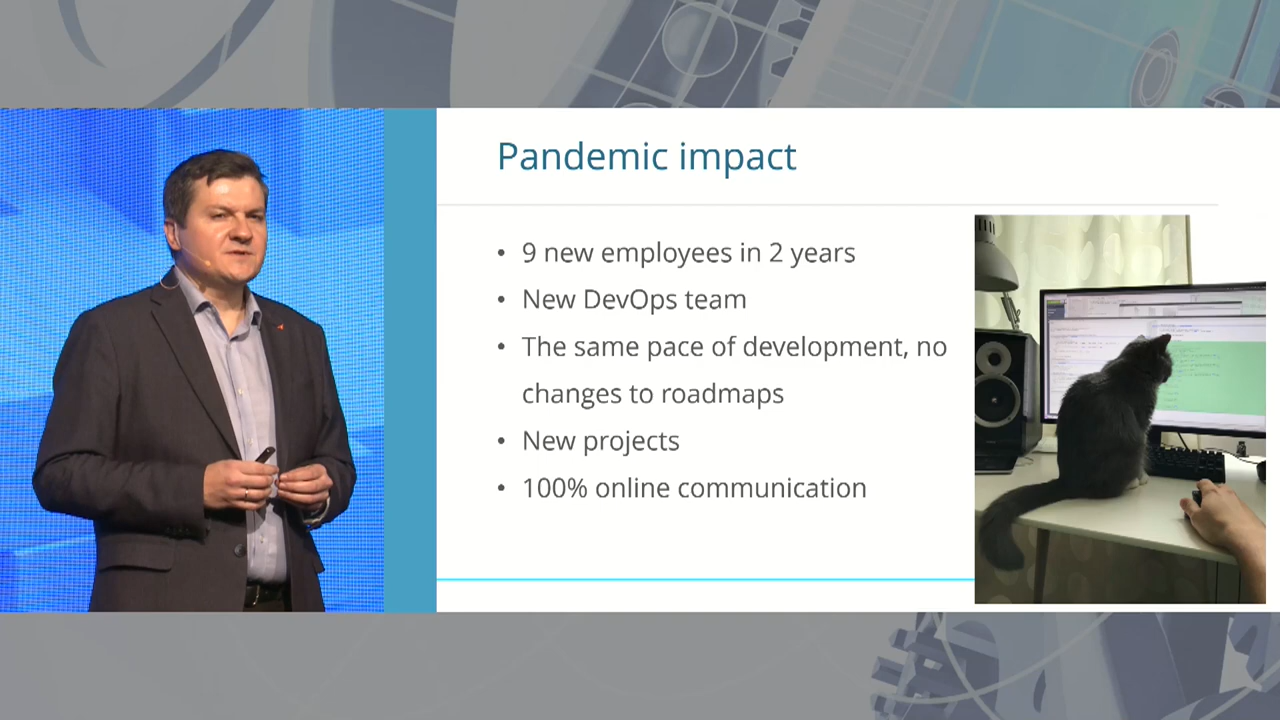 Pandemic impact
• 9 new employees in 2 years
• New DevOps team
• The same pace of development, no
changes to roadmaps
• New projects
• 100% online communication